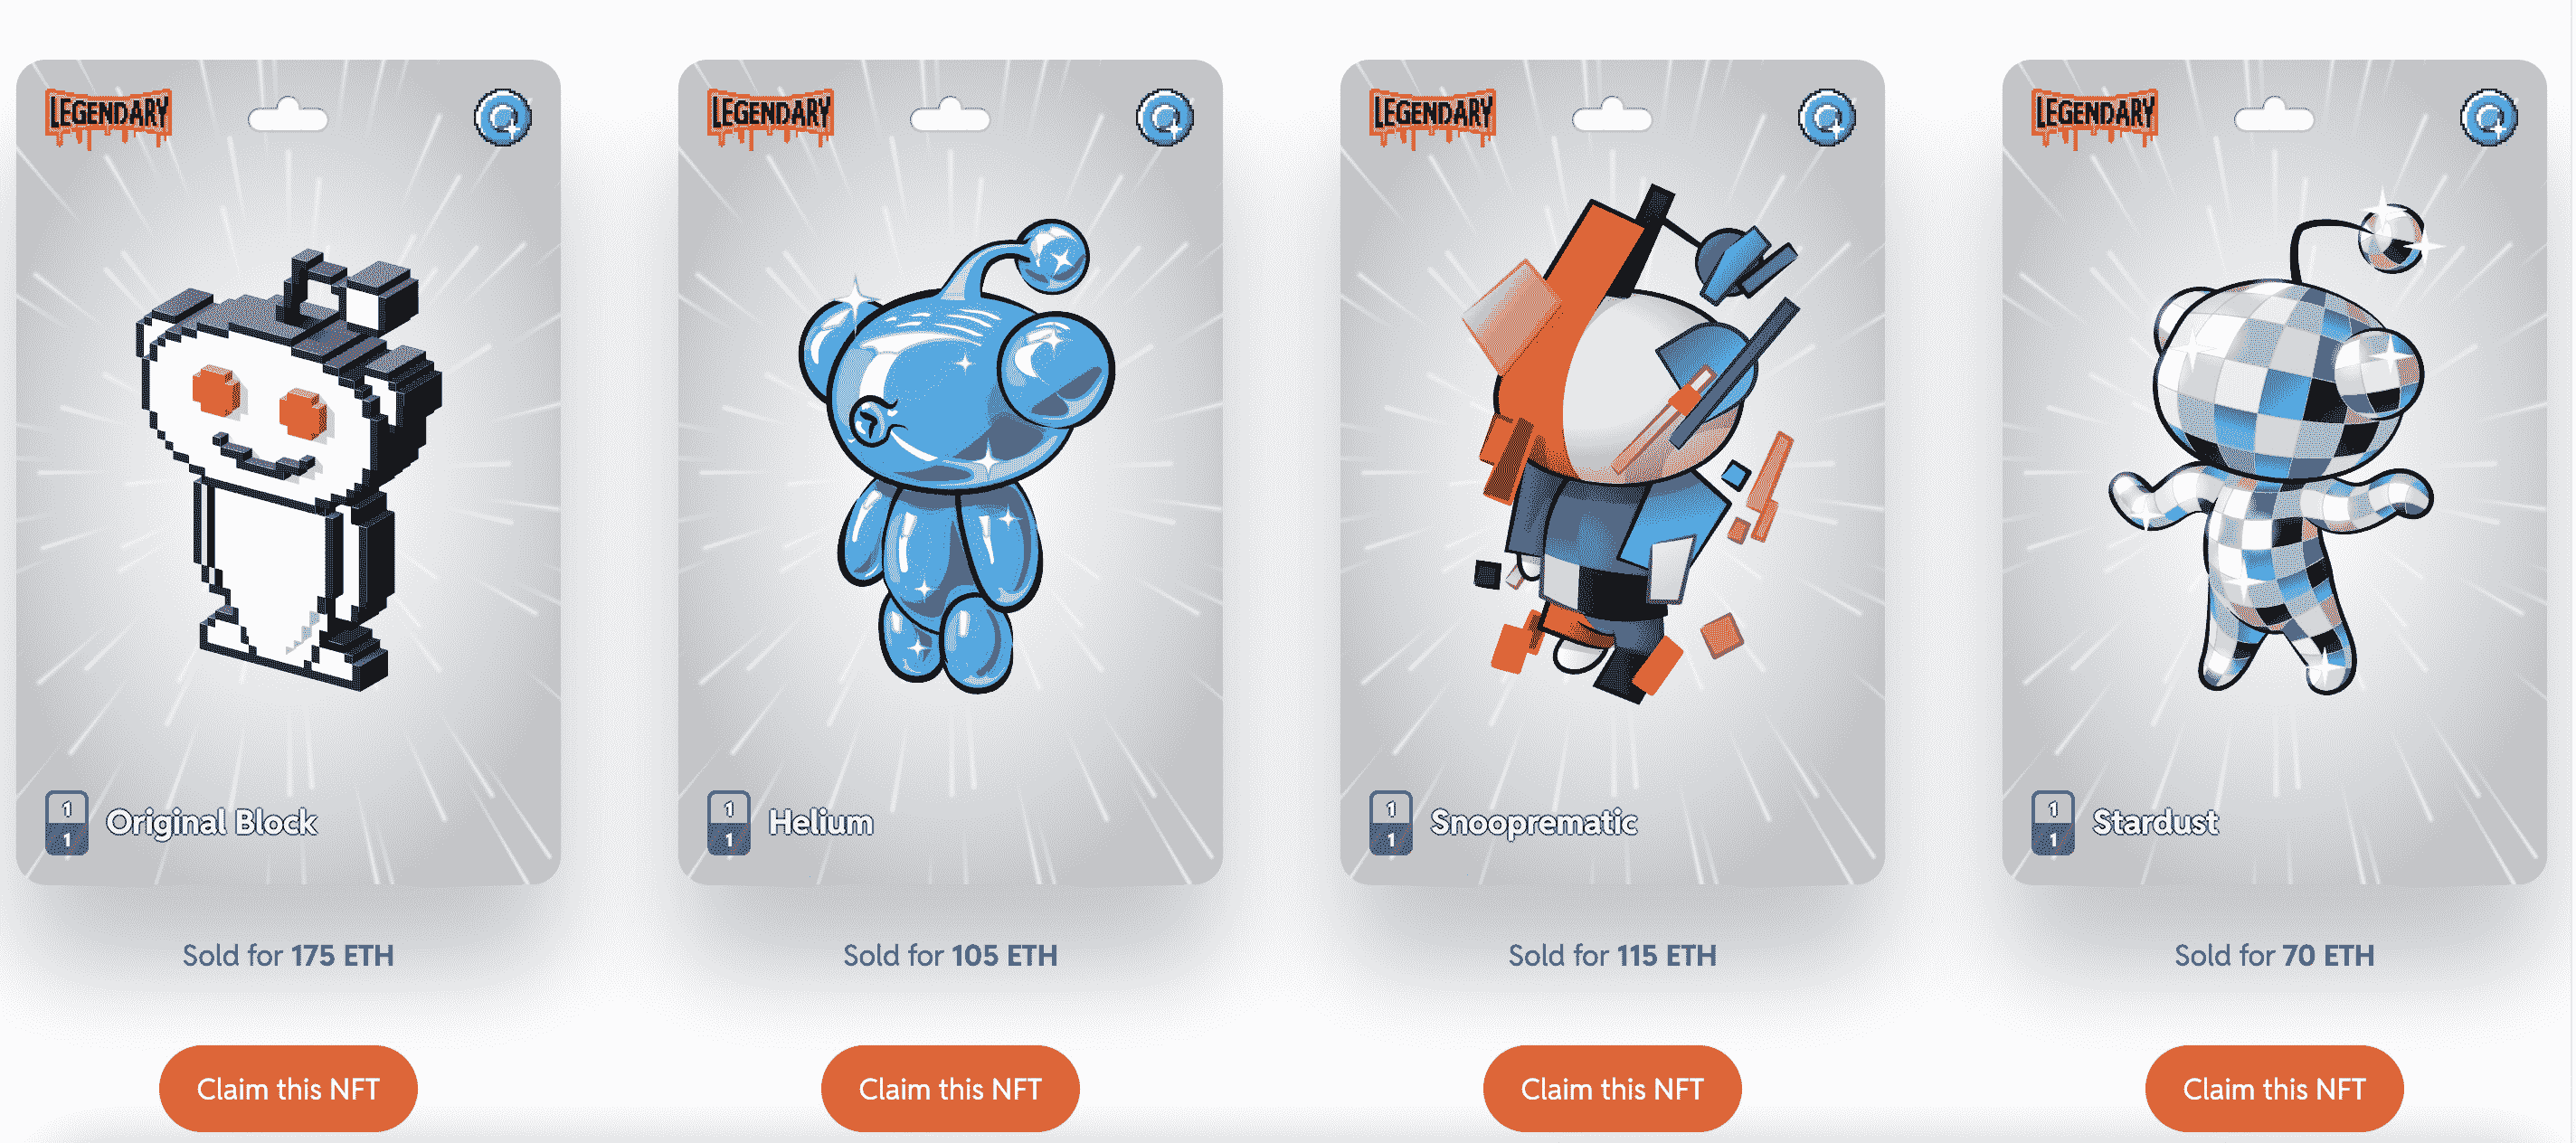 LEGENDARY
1
1
Original Block
Sold for 175 ETH
Claim this NFT
LEGENDARY
1
1
Helium
Sold for 105 ETH
Claim this NFT
LEGENDARY
1
1
Snooprematic
Sold for 115 ETH
Claim this NFT
LEGENDARY
1
1
Stardust
Sold for 70 ETH
Claim this NFT